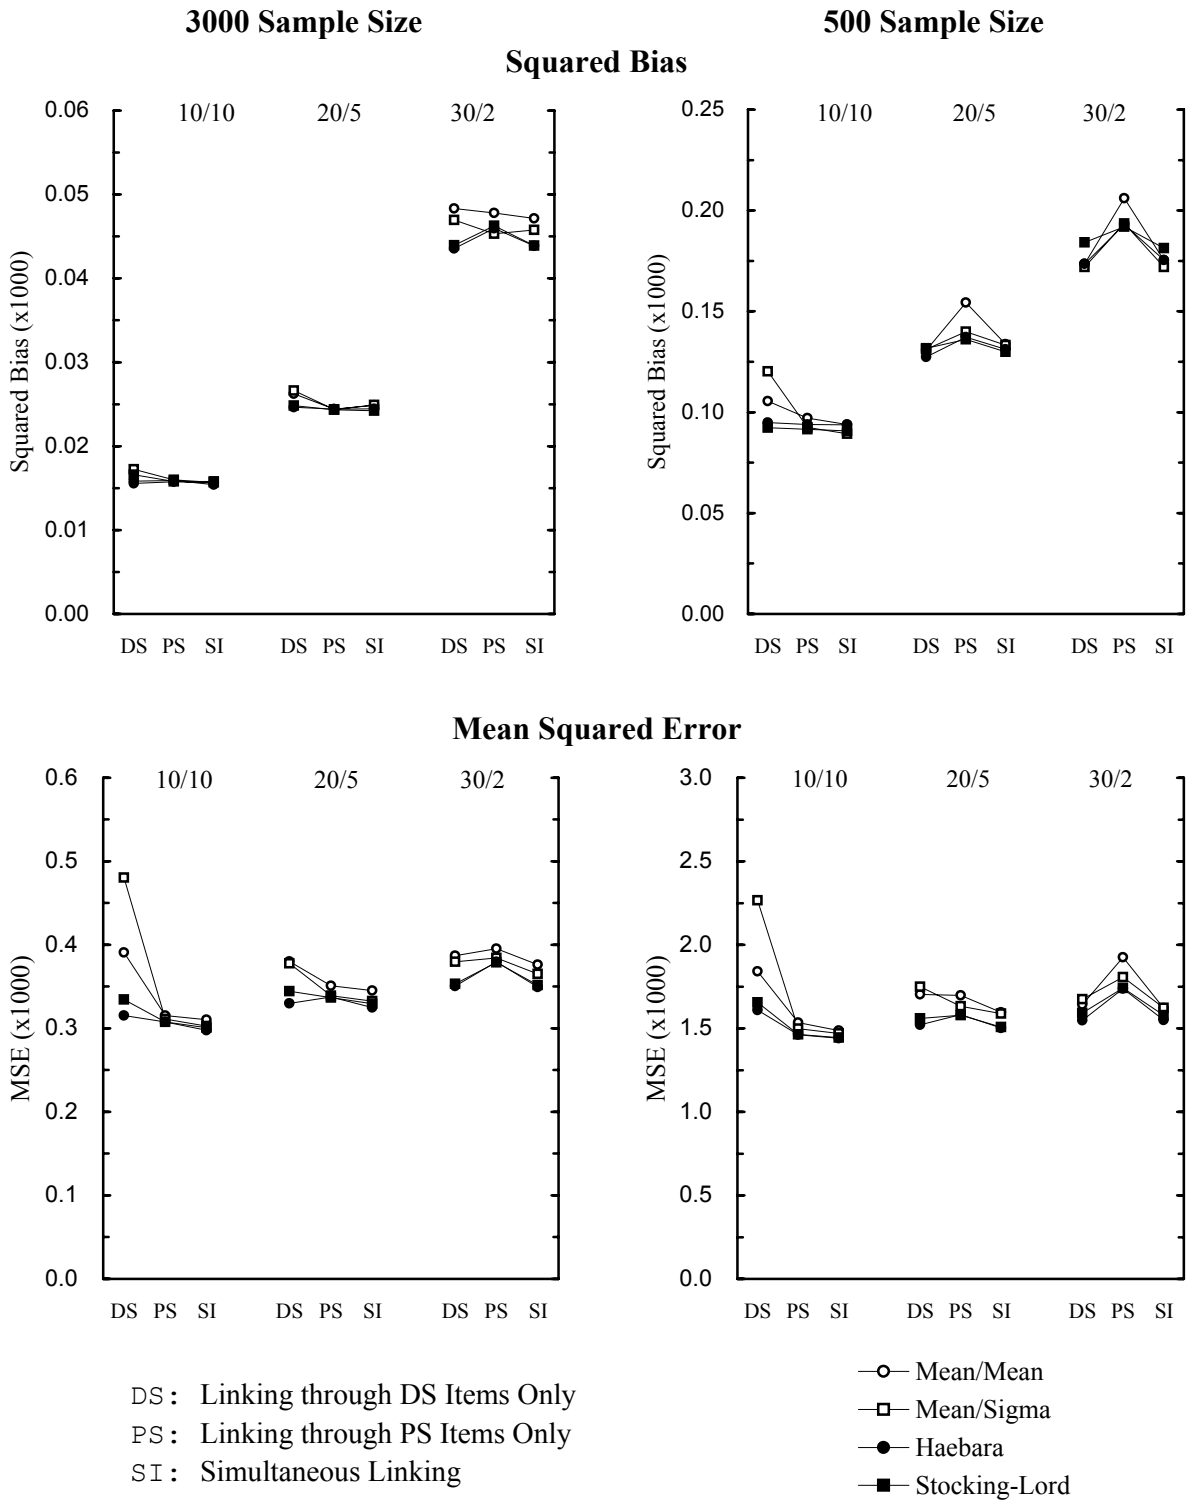 3000 Sample Size
500 Sample Size
Squared Bias
Squared Bias (x1000)
0.06
0.05
0.04
0.03
0.02
0.01
0.00
10/10
20/5
30/2
DS PS SI
DS PS SI
DS PS SI
Squared Bias (x1000)
0.25
0.20
0.15
0.10
0.05
0.00
10/10
20/5
30/2
DS PS SI
DS PS SI
DS PS SI
Mean Squared Error
MSE (x1000)
0.6
0.5
0.4
0.3
0.2
0.1
0.0
10/10
20/5
30/2
DS PS SI
DS PS SI
DS PS SI
MSE (x1000)
3.0
2.5
2.0
1.5
1.0
0.5
0.0
10/10
20/5
30/2
DS PS SI
DS PS SI
DS PS SI
DS: Linking through DS Items Only
PS: Linking through PS Items Only
SI: Simultaneous Linking
Mean/Mean
Mean/Sigma
Haebara
Stocking-Lord